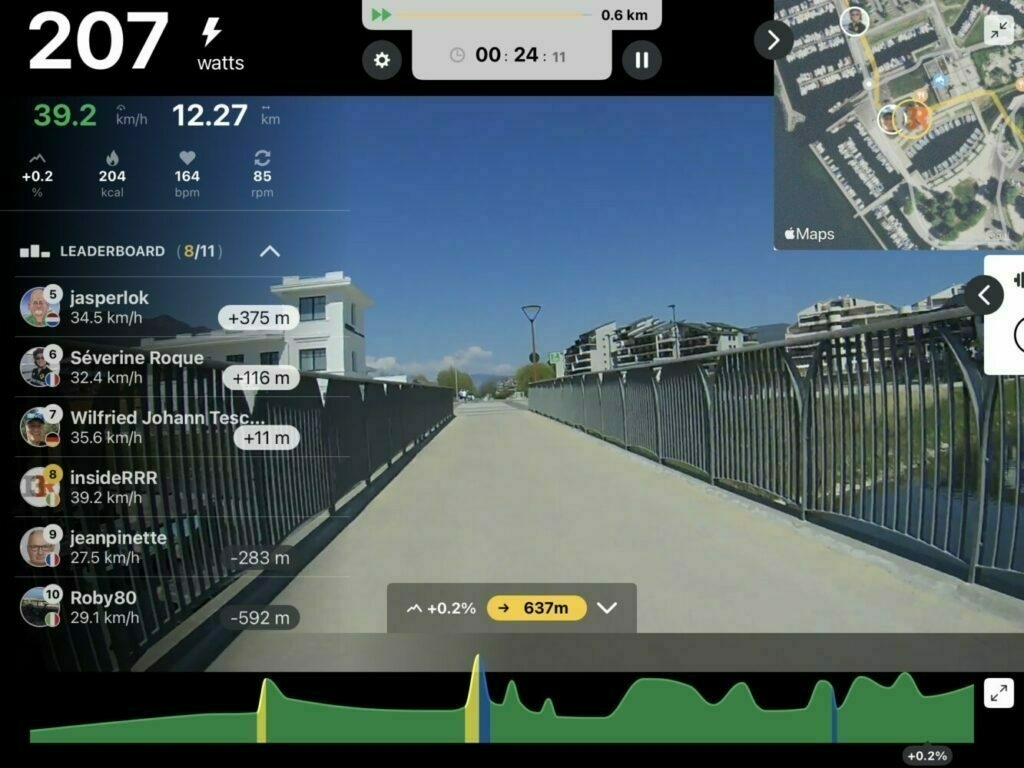 207 watts
0.6 km
00 : 24 : 11
39.2 km/h 12.27 km
+0.2 204 164 85
% kcal bpm rpm
LEADERBOARD (8/11)
5 jasperlok
34.5 km/h +375 m
6 Séverine Roque
32.4 km/h +116 m
7 Wilfried Johann Tesc...
35.6 km/h +11 m
8 insideRRR
39.2 km/h
9 jeanpinette
27.5 km/h -283 m
10 Roby80
29.1 km/h -592 m
Maps
+0.2% → 637m
+0.2%